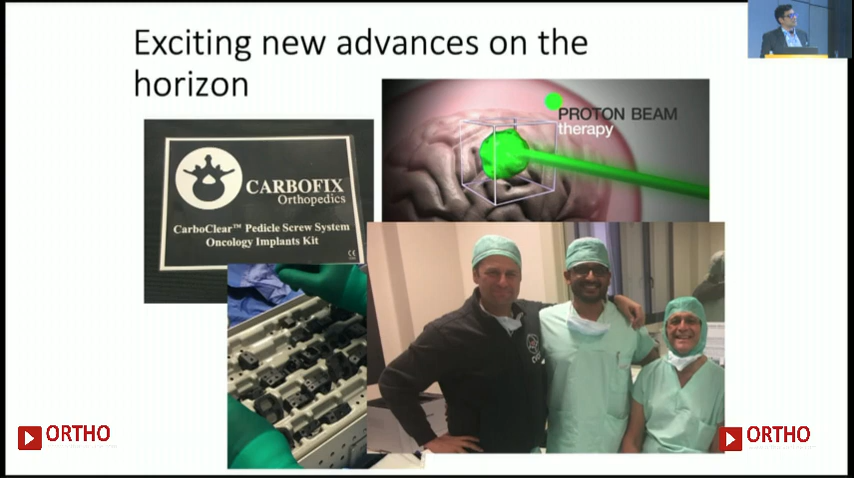 Exciting new advances on the
horizon
PROTON BEAM
therapy
CARBOFIX
Orthopedics
CarboClear™ Pedicle Screw System
Oncology Implants Kit
CE
ORTHO
ORTHO